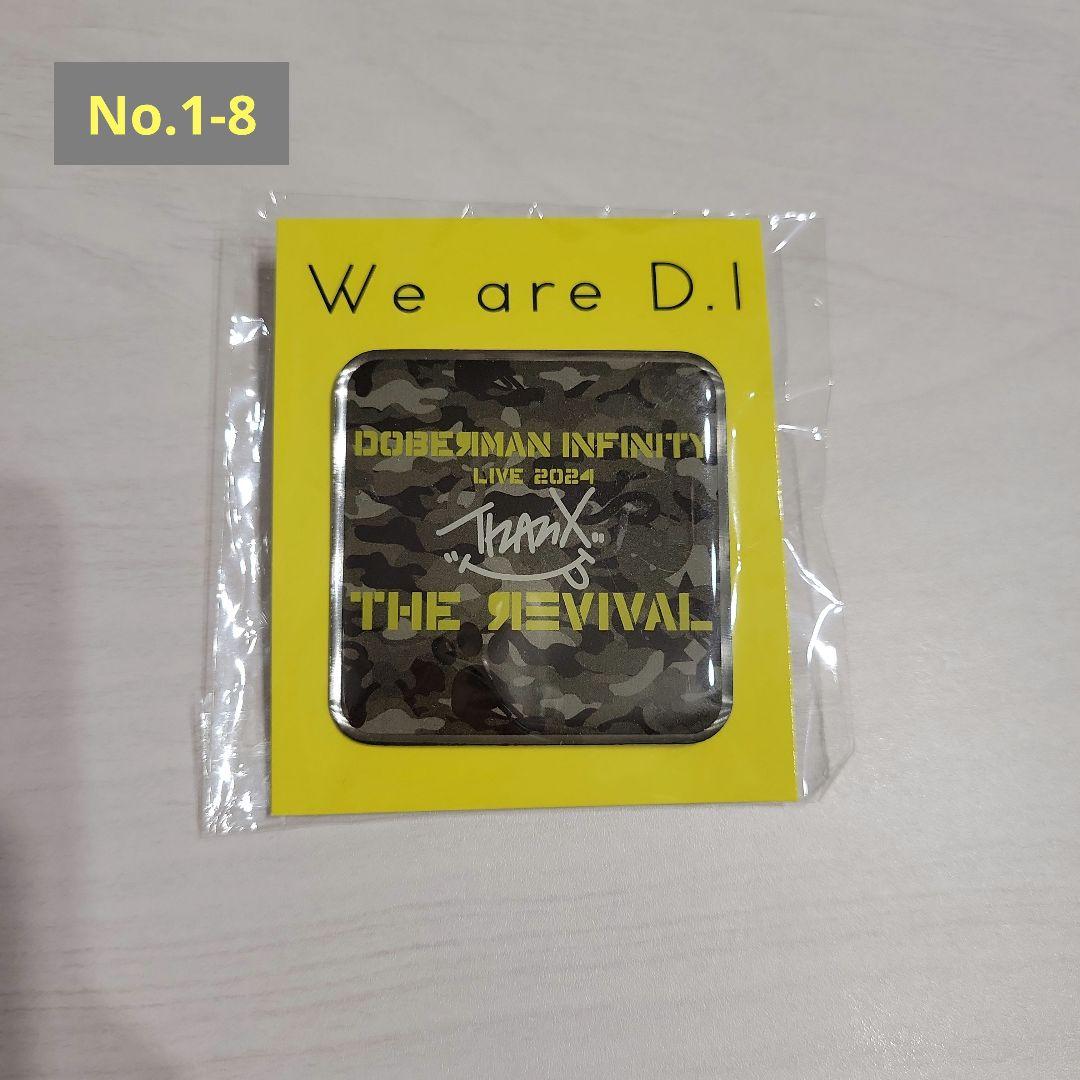 No.1-8
We are D.I
DOBERMAN INFINITY
LIVE 2024
THANX
THE REVIVAL